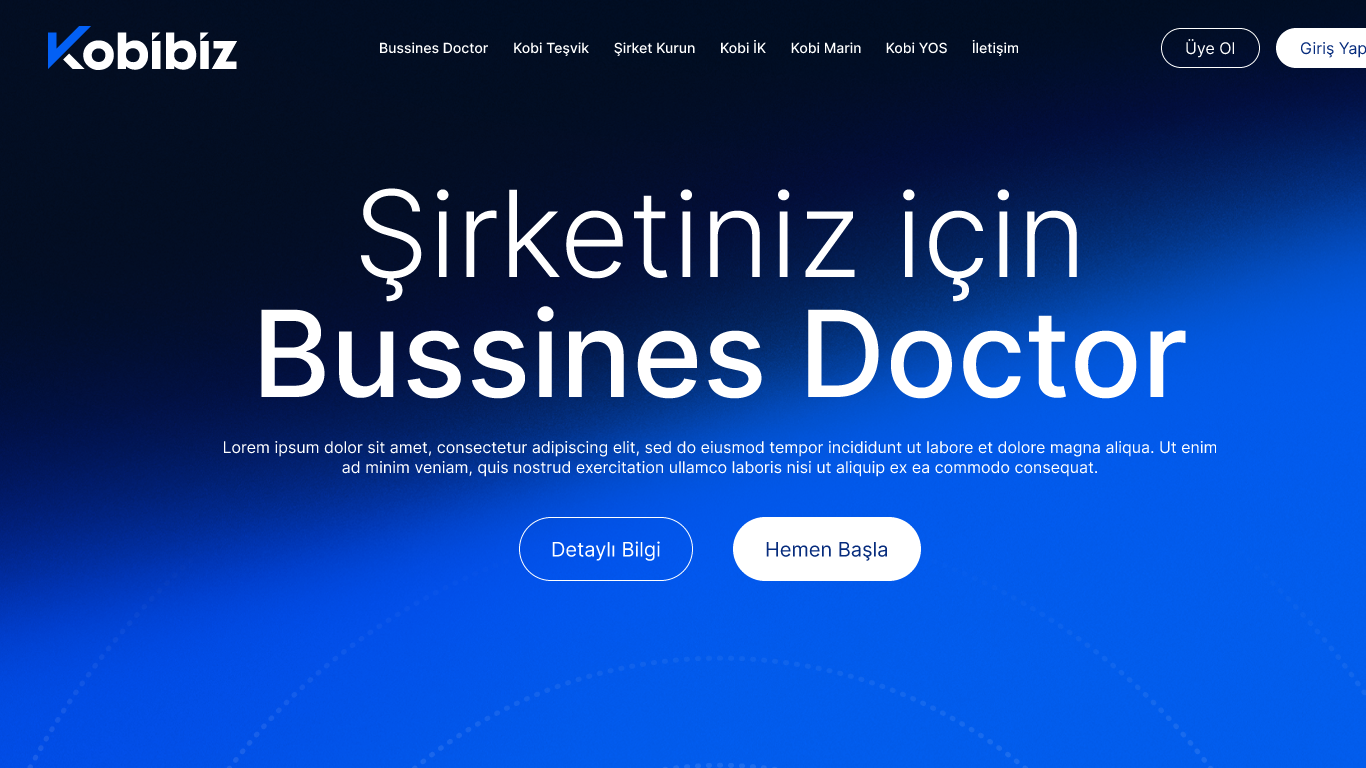 Kobibiz
Bussines Doctor Kobi Teşvik Şirket Kurun Kobi İK Kobi Marin Kobi YOS İletişim
Üye Ol
Giriş Yap
Şirketiniz için
Bussines Doctor
Lorem ipsum dolor sit amet, consectetur adipiscing elit, sed do eiusmod tempor incididunt ut labore et dolore magna aliqua. Ut enim
ad minim veniam, quis nostrud exercitation ullamco laboris nisi ut aliquip ex ea commodo consequat.
Detaylı Bilgi
Hemen Başla